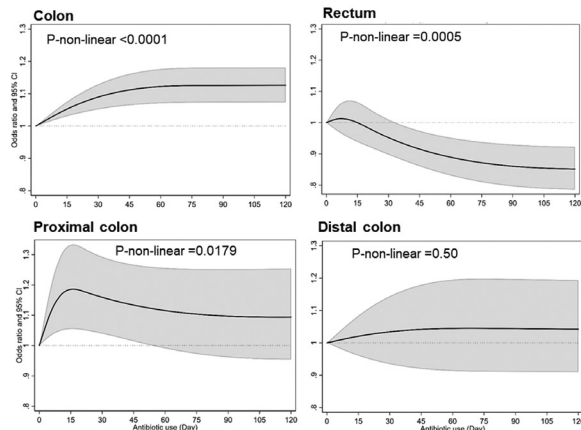 Colon
P-non-linear <0.0001
Odds ratio and 95% CI
1.3
1.2
1.1
1
.9
.8
0 15 30 45 60 75 90 105 120
Rectum
P-non-linear =0.0005
1.3
1.2
1.1
1
.9
.8
0 15 30 45 60 75 90 105 120
Proximal colon
P-non-linear =0.0179
Odds ratio and 95% CI
1.3
1.2
1.1
1
.9
.8
0 15 30 45 60 75 90 105 120
Antibiotic use (Day)
Distal colon
P-non-linear =0.50
1.3
1.2
1.1
1
.9
.8
0 15 30 45 60 75 90 105 120
Antibiotic use (Day)